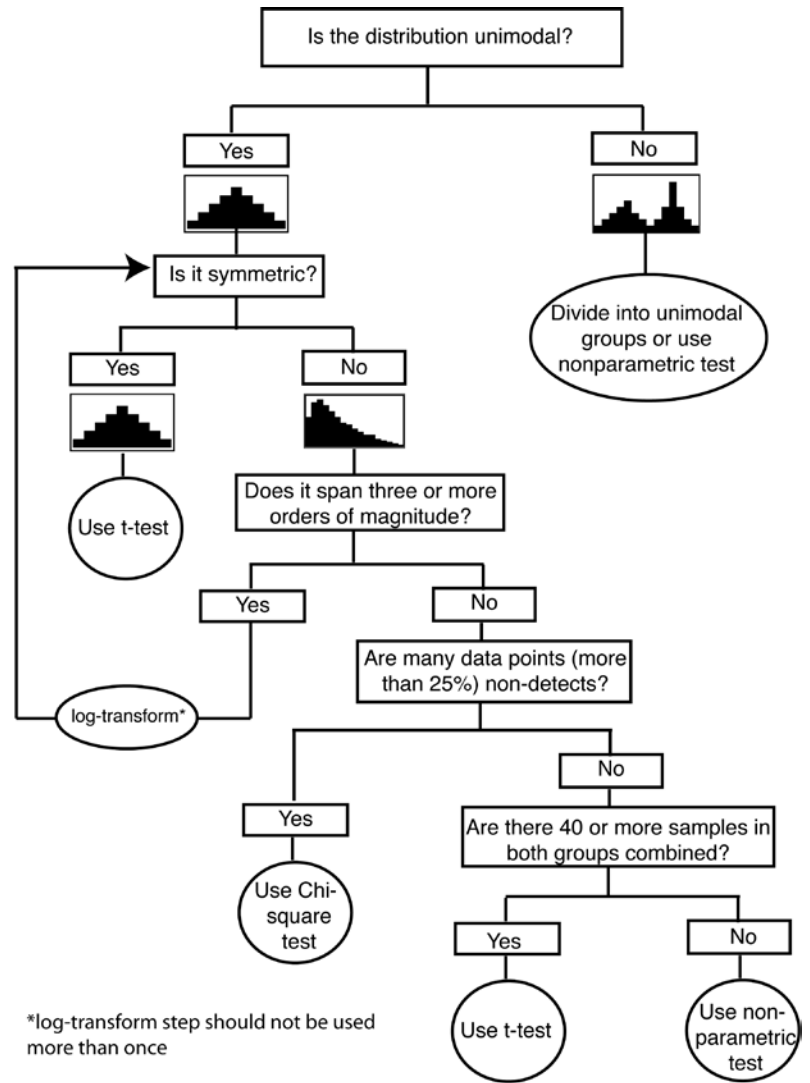 Is the distribution unimodal?
Yes
No
Is it symmetric?
Divide into unimodal
groups or use
nonparametric test
Yes
No
Use t-test
Does it span three or more
orders of magnitude?
Yes
No
log-transform*
Are many data points (more
than 25%) non-detects?
Yes
No
Use Chi-
square
test
Are there 40 or more samples in
both groups combined?
Yes
No
Use t-test
Use non-
parametric
test
*log-transform step should not be used
more than once